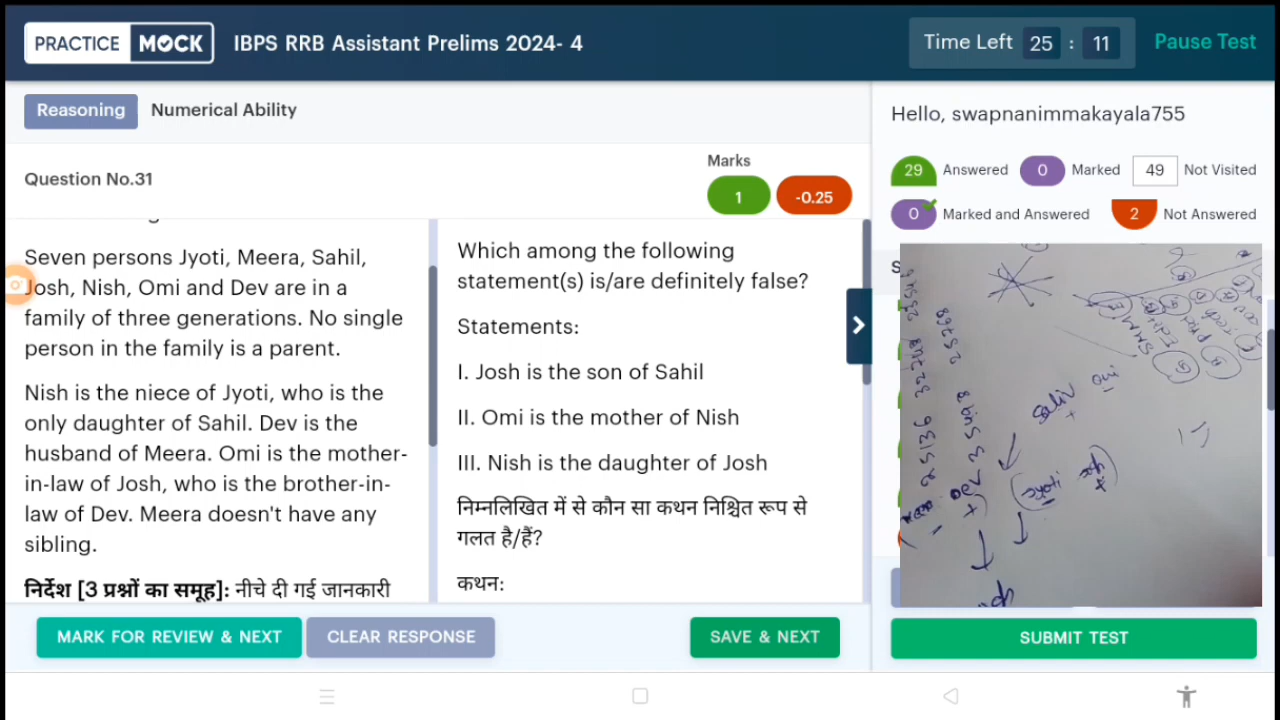 PRACTICE MOCK IBPS RRB Assistant Prelims 2024- 4
Time Left 25 : 11 Pause Test
Reasoning Numerical Ability
Hello, swapnanimmakayala755
Question No.31
Marks
1 -0.25
29 Answered 0 Marked 49 Not Visited
0 Marked and Answered 2 Not Answered
Seven persons Jyoti, Meera, Sahil,
Josh, Nish, Omi and Dev are in a
family of three generations. No single
person in the family is a parent.
Nish is the niece of Jyoti, who is the
only daughter of Sahil. Dev is the
husband of Meera. Omi is the mother-
in-law of Josh, who is the brother-in-
law of Dev. Meera doesn't have any
sibling.
निर्देश [3 प्रश्नों का समूह]: नीचे दी गई जानकारी
Which among the following
statement(s) is/are definitely false?
Statements:
I. Josh is the son of Sahil
II. Omi is the mother of Nish
III. Nish is the daughter of Josh
निम्नलिखित में से कौन सा कथन निश्चित रूप से
गलत है/हैं?
कथन:
S
25768
omi
MARK FOR REVIEW & NEXT CLEAR RESPONSE SAVE & NEXT
SUBMIT TEST